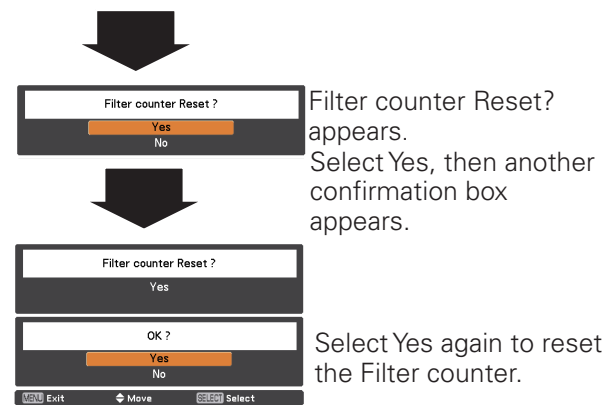 Filter counter Reset ?
Yes
No
Filter counter Reset?
appears.
Select Yes, then another
confirmation box
appears.
Filter counter Reset ?
Yes
OK ?
Yes
No
MENU Exit Move SELECT Select
Select Yes again to reset
the Filter counter.